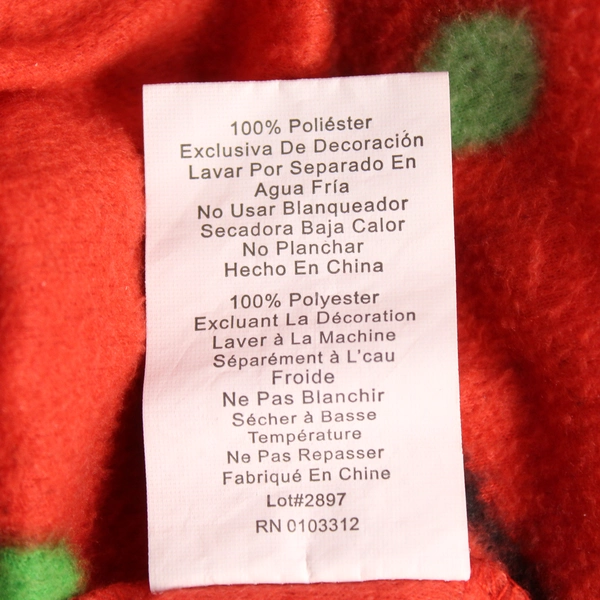 100% Poliéster
Exclusiva De Decoración
Lavar Por Separado En
Agua Fría
No Usar Blanqueador
Secadora Baja Calor
No Planchar
Hecho En China
100% Polyester
Excluant La Décoration
Laver à La Machine
Séparément à L'cau
Froide
Ne Pas Blanchir
Sécher à Basse
Température
Ne Pas Repasser
Fabriqué En Chine
Lot#2897
RN 0103312